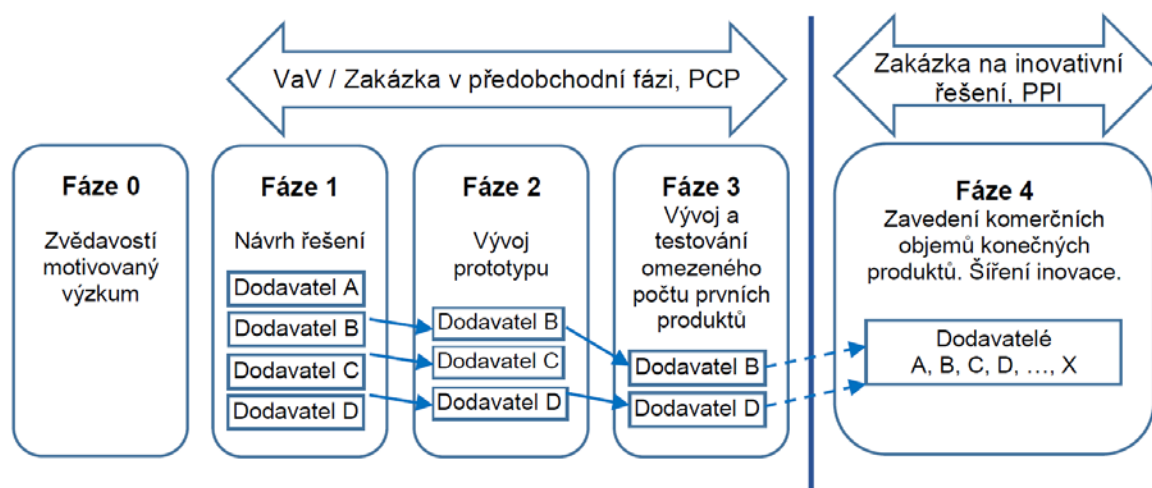 VaV / Zakázka v předobchodní fázi, PCP
Zakázka na inovativní
řešení, PPI
Fáze 0
Zvědavostí
motivovaný
výzkum
Fáze 1
Návrh řešení
Dodavatel A
Dodavatel B
Dodavatel C
Dodavatel D
Fáze 2
Vývoj
prototypu
Dodavatel B
Dodavatel C
Dodavatel D
Fáze 3
Vývoj a
testování
omezeného
počtu prvních
produktů
Dodavatel B
Dodavatel D
Fáze 4
Zavedení komerčních
objemů konečných
produktů. Šíření inovace.
Dodavatelé
A, B, C, D, …, X